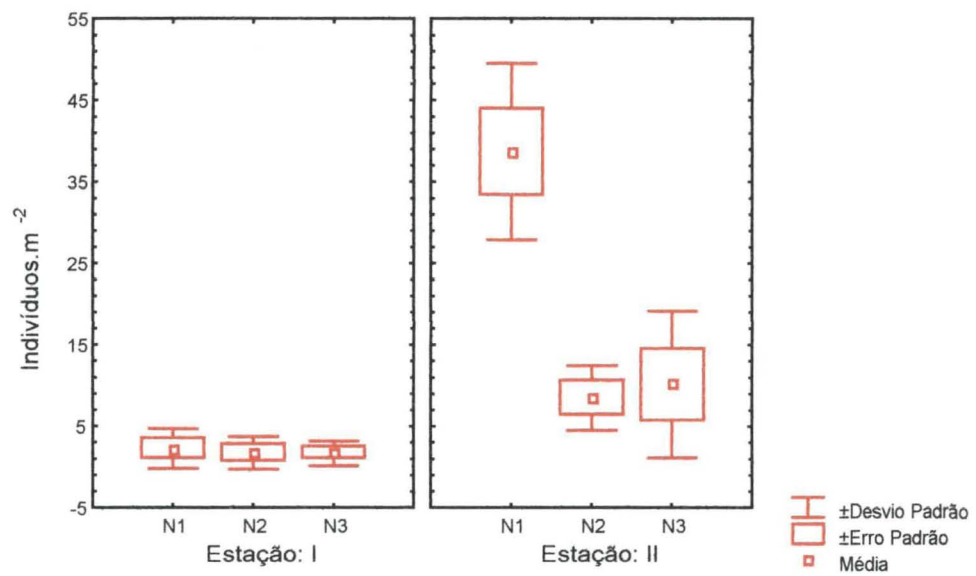 Indivíduos.m -2
55
45
35
25
15
5
-5
N1 N2 N3
Estação: I
N1 N2 N3
Estação: II
±Desvio Padrão
±Erro Padrão
Média